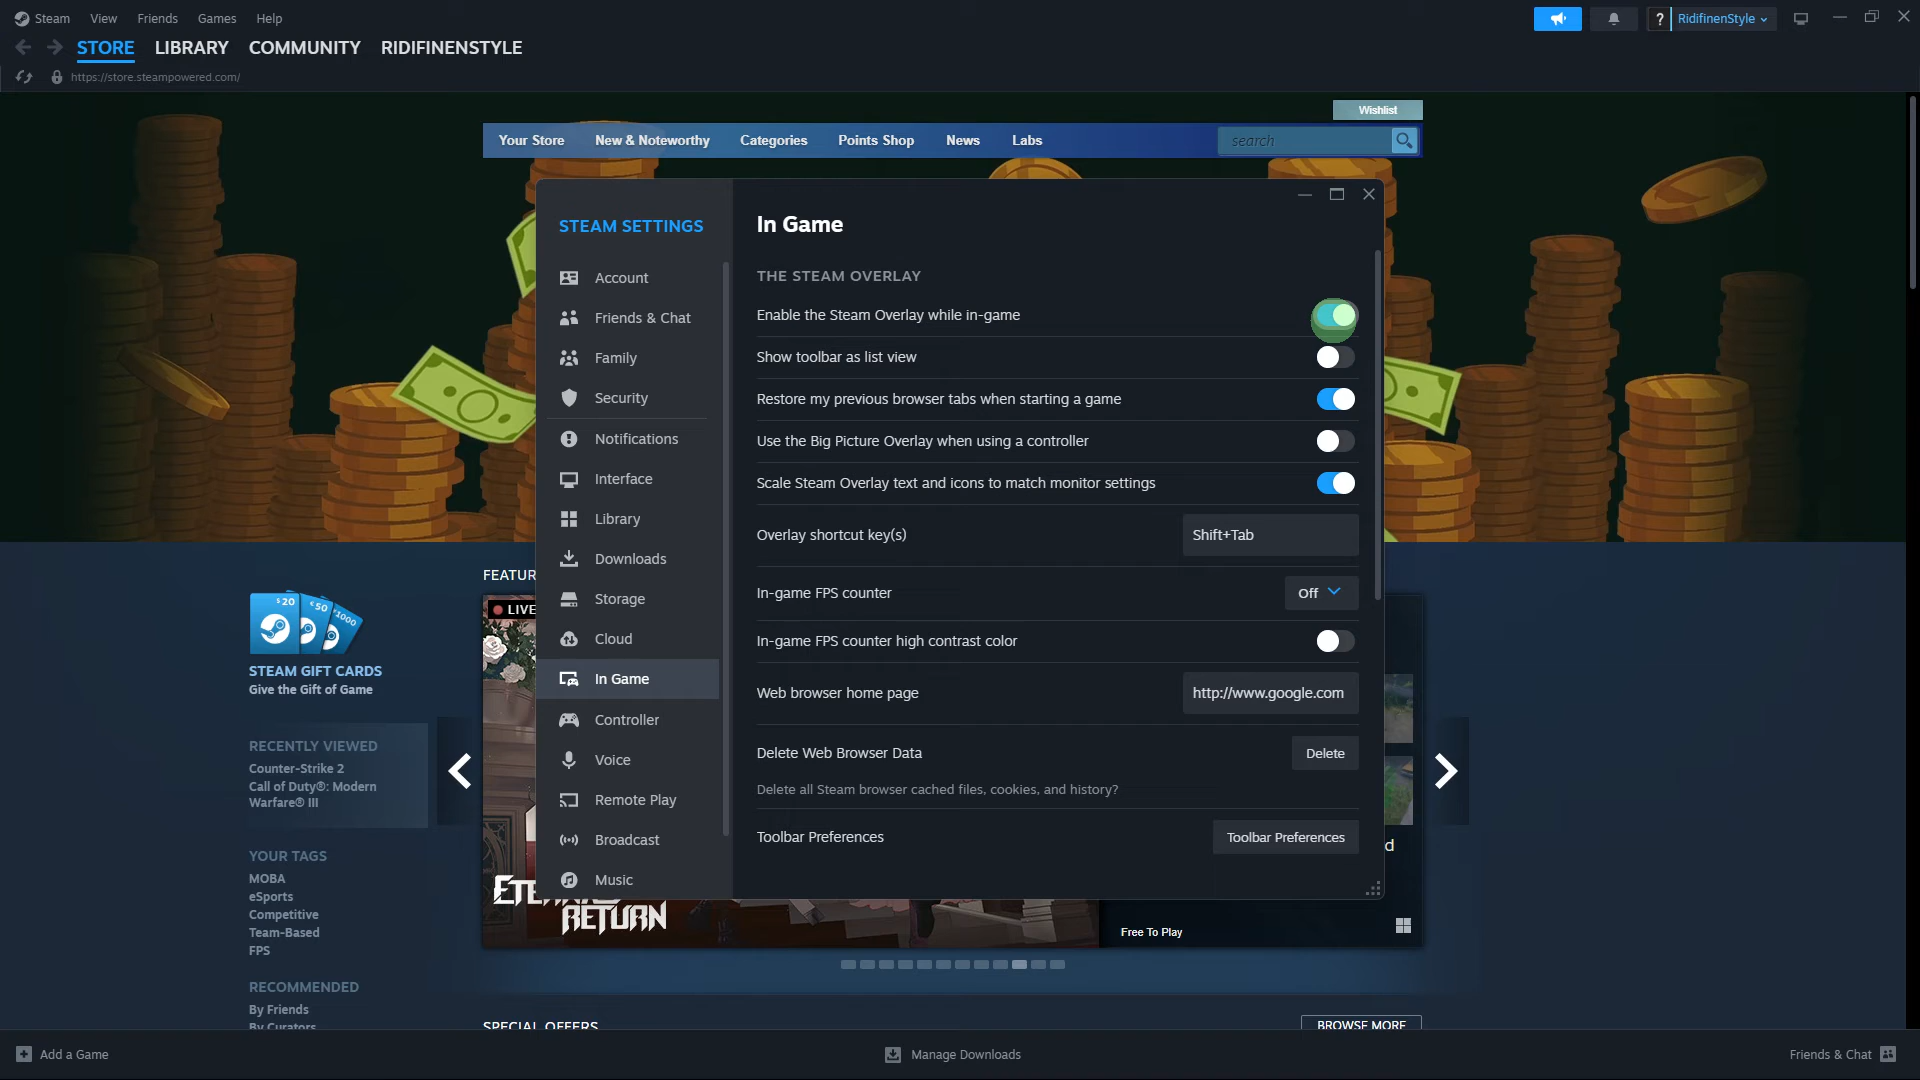 Steam View Friends Games Help
? RidifinenStyle
STORE LIBRARY COMMUNITY RIDIFINENSTYLE
https://store.steampowered.com/
Wishlist
Your Store New & Noteworthy Categories Points Shop News Labs search
STEAM SETTINGS
Account
Friends & Chat
Family
Security
Notifications
Interface
Library
Downloads
Storage
Cloud
In Game
Controller
Voice
Remote Play
Broadcast
Music
In Game
THE STEAM OVERLAY
Enable the Steam Overlay while in-game
Show toolbar as list view
Restore my previous browser tabs when starting a game
Use the Big Picture Overlay when using a controller
Scale Steam Overlay text and icons to match monitor settings
Overlay shortcut key(s) Shift+Tab
In-game FPS counter Off
In-game FPS counter high contrast color
Web browser home page http://www.google.com
Delete Web Browser Data Delete
Delete all Steam browser cached files, cookies, and history?
Toolbar Preferences Toolbar Preferences
FEATUR
LIVE
$20 €50 ¥1000
STEAM GIFT CARDS
Give the Gift of Game
RECENTLY VIEWED
Counter-Strike 2
Call of Duty®: Modern
Warfare® III
YOUR TAGS
MOBA
eSports
Competitive
Team-Based
FPS
RECOMMENDED
By Friends
By Curators
RETURN
d
Free To Play
SPECIAL OFFERS BROWSE MORE
Add a Game Manage Downloads Friends & Chat